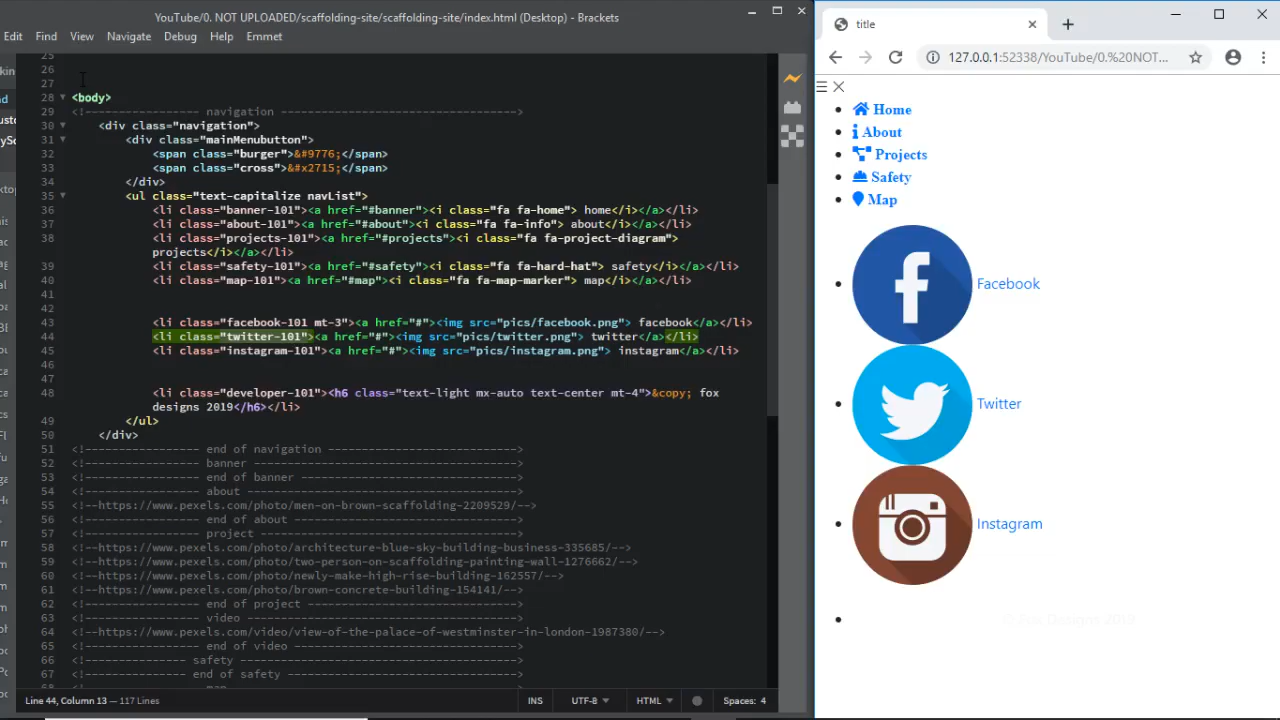 YouTube/0. NOT UPLOADED/scaffolding-site/scaffolding-site/index.html (Desktop) - Brackets
Edit Find View Navigate Debug Help Emmet
25
26
27
28 <body>
29 <!--------------- navigation -------------------------->
30 <div class="navigation">
31 <div class="mainMenubutton">
32 <span class="burger">&#9776;</span>
33 <span class="cross">&#x2715;</span>
34 </div>
35 <ul class="text-capitalize navList">
36 <li class="banner-101"><a href="#banner"><i class="fa fa-home"> home</i></a></li>
37 <li class="about-101"><a href="#about"><i class="fa fa-info"> about</i></a></li>
38 <li class="projects-101"><a href="#projects"><i class="fa fa-project-diagram">
projects</i></a></li>
39 <li class="safety-101"><a href="#safety"><i class="fa fa-hard-hat"> safety</i></a></li>
40 <li class="map-101"><a href="#map"><i class="fa fa-map-marker"> map</i></a></li>
41
42
43 <li class="facebook-101 mt-3"><a href="#"><img src="pics/facebook.png"> facebook</a></li>
44 <li class="twitter-101"><a href="#"><img src="pics/twitter.png"> twitter</a></li>
45 <li class="instagram-101"><a href="#"><img src="pics/instagram.png"> instagram</a></li>
46
47
48 <li class="developer-101"><h6 class="text-light mx-auto text-center mt-4">&copy; fox
designs 2019</h6></li>
49 </ul>
50 </div>
51 <!--------------- end of navigation -------------------------->
52 <!--------------- banner -------------------------->
53 <!--------------- end of banner -------------------------->
54 <!--------------- about -------------------------->
55 <!--https://www.pexels.com/photo/men-on-brown-scaffolding-2209529/-->
56 <!--------------- end of about -------------------------->
57 <!--------------- project -------------------------->
58 <!--https://www.pexels.com/photo/architecture-blue-sky-building-business-335685/-->
59 <!--https://www.pexels.com/photo/two-person-on-scaffolding-painting-wall-1276662/-->
60 <!--https://www.pexels.com/photo/newly-make-high-rise-building-162557/-->
61 <!--https://www.pexels.com/photo/brown-concrete-building-154141/-->
62 <!--------------- end of project -------------------------->
63 <!--------------- video -------------------------->
64 <!--https://www.pexels.com/video/view-of-the-palace-of-westminster-in-london-1987380/-->
65 <!--------------- end of video -------------------------->
66 <!--------------- safety -------------------------->
67 <!--------------- end of safety -------------------------->
Line 44, Column 13 — 117 Lines
INS UTF-8 HTML Spaces: 4
title
127.0.0.1:52338/YouTube/0.%20NOT...
Home
About
Projects
Safety
Map
Facebook
Twitter
Instagram
© Fox Designs 2019